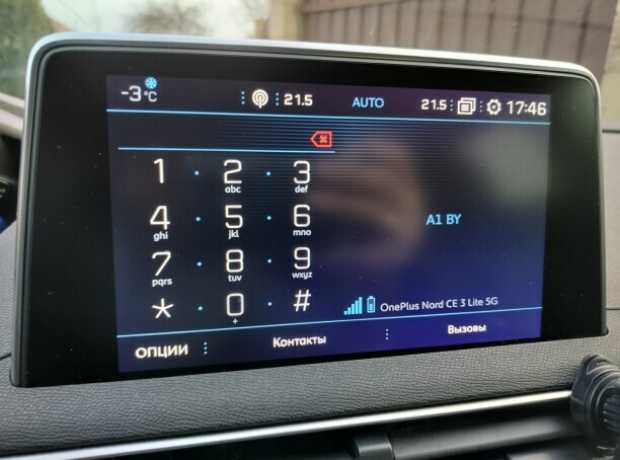 -3°C 21.5 AUTO 21.5 17:46
1 2 3
abc def
4 5 6
ghi jkl mno
A1 BY
7 8 9
pqrs tuv wxyz
* 0 #
+
OnePlus Nord CE 3 Lite 5G
ОПЦИИ Контакты Вызовы